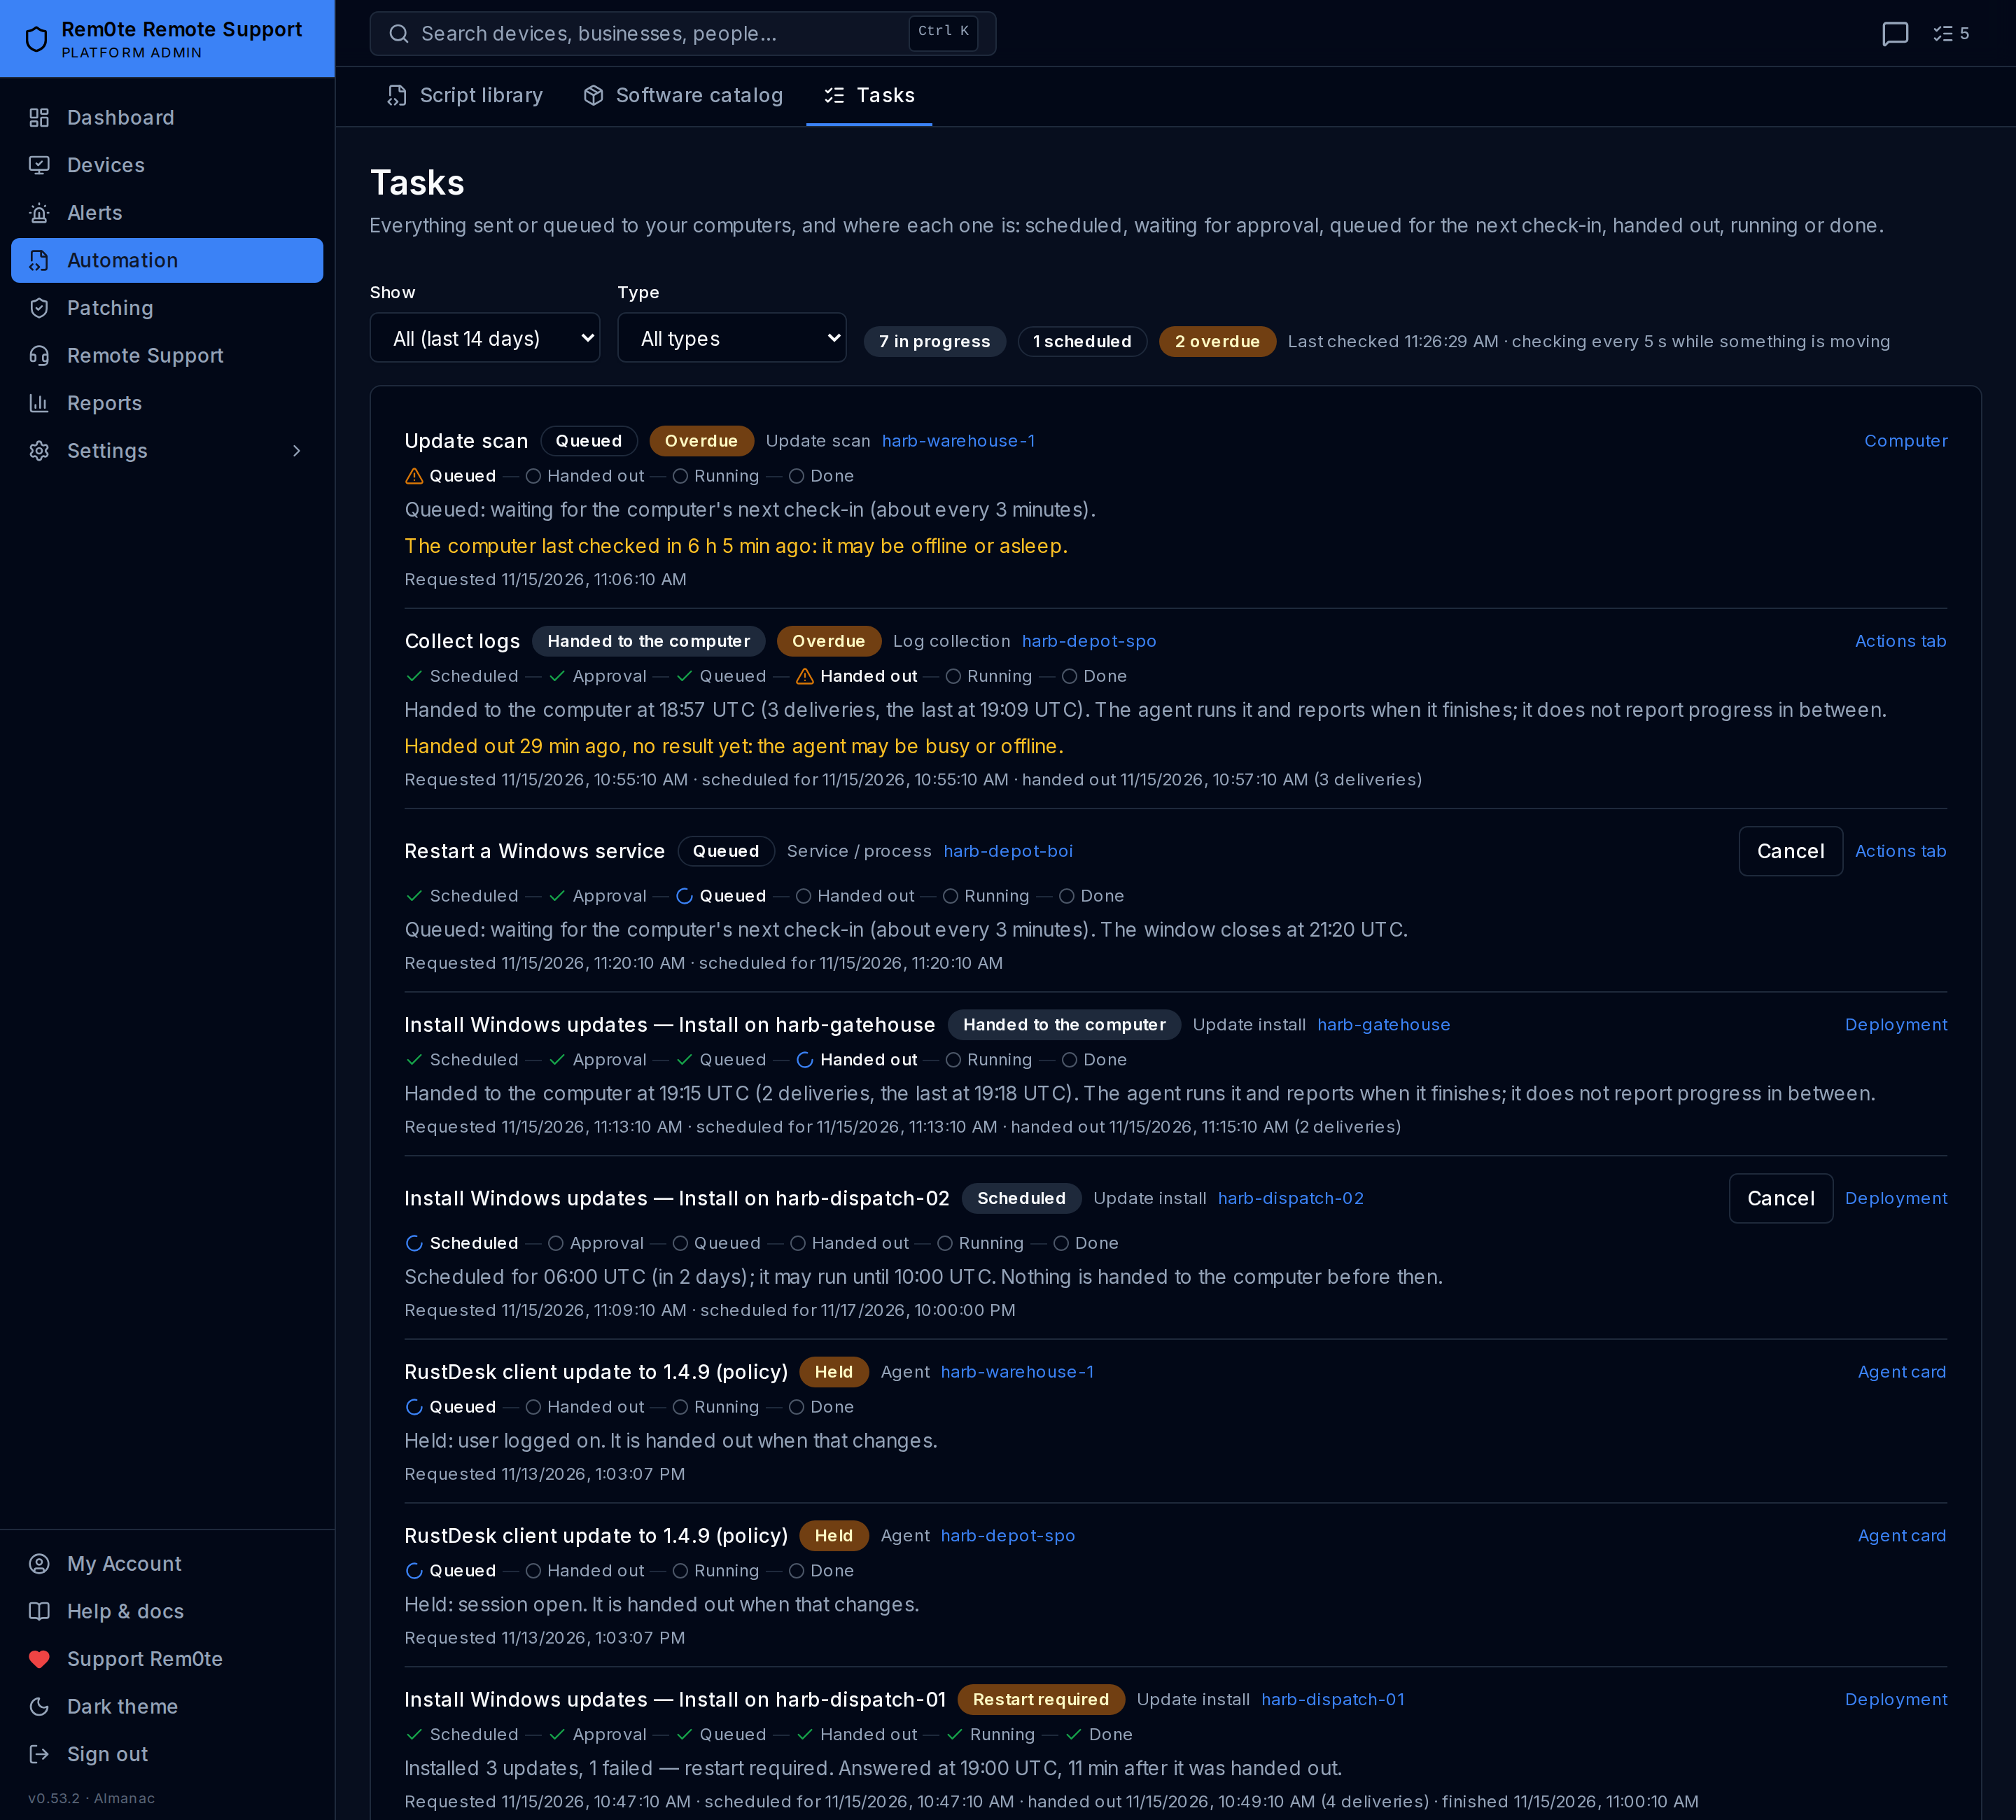 Rem0te Remote Support
PLATFORM ADMIN
Search devices, businesses, people...
Ctrl K
5
Dashboard
Devices
Alerts
Automation
Patching
Remote Support
Reports
Settings
Script library
Software catalog
Tasks
Tasks
Everything sent or queued to your computers, and where each one is: scheduled, waiting for approval, queued for the next check-in, handed out, running or done.
Show
Type
All (last 14 days)
All types
7 in progress
1 scheduled
2 overdue
Last checked 11:26:29 AM · checking every 5 s while something is moving
Update scan Queued Overdue Update scan harb-warehouse-1 Computer
Queued — Handed out — Running — Done
Queued: waiting for the computer's next check-in (about every 3 minutes).
The computer last checked in 6 h 5 min ago: it may be offline or asleep.
Requested 11/15/2026, 11:06:10 AM
Collect logs Handed to the computer Overdue Log collection harb-depot-spo Actions tab
Scheduled — Approval — Queued — Handed out — Running — Done
Handed to the computer at 18:57 UTC (3 deliveries, the last at 19:09 UTC). The agent runs it and reports when it finishes; it does not report progress in between.
Handed out 29 min ago, no result yet: the agent may be busy or offline.
Requested 11/15/2026, 10:55:10 AM · scheduled for 11/15/2026, 10:55:10 AM · handed out 11/15/2026, 10:57:10 AM (3 deliveries)
Restart a Windows service Queued Service / process harb-depot-boi Cancel Actions tab
Scheduled — Approval — Queued — Handed out — Running — Done
Queued: waiting for the computer's next check-in (about every 3 minutes). The window closes at 21:20 UTC.
Requested 11/15/2026, 11:20:10 AM · scheduled for 11/15/2026, 11:20:10 AM
Install Windows updates — Install on harb-gatehouse Handed to the computer Update install harb-gatehouse Deployment
Scheduled — Approval — Queued — Handed out — Running — Done
Handed to the computer at 19:15 UTC (2 deliveries, the last at 19:18 UTC). The agent runs it and reports when it finishes; it does not report progress in between.
Requested 11/15/2026, 11:13:10 AM · scheduled for 11/15/2026, 11:13:10 AM · handed out 11/15/2026, 11:15:10 AM (2 deliveries)
Install Windows updates — Install on harb-dispatch-02 Scheduled Update install harb-dispatch-02 Cancel Deployment
Scheduled — Approval — Queued — Handed out — Running — Done
Scheduled for 06:00 UTC (in 2 days); it may run until 10:00 UTC. Nothing is handed to the computer before then.
Requested 11/15/2026, 11:09:10 AM · scheduled for 11/17/2026, 10:00:00 PM
RustDesk client update to 1.4.9 (policy) Held Agent harb-warehouse-1 Agent card
Queued — Handed out — Running — Done
Held: user logged on. It is handed out when that changes.
Requested 11/13/2026, 1:03:07 PM
RustDesk client update to 1.4.9 (policy) Held Agent harb-depot-spo Agent card
Queued — Handed out — Running — Done
Held: session open. It is handed out when that changes.
Requested 11/13/2026, 1:03:07 PM
Install Windows updates — Install on harb-dispatch-01 Restart required Update install harb-dispatch-01 Deployment
Scheduled — Approval — Queued — Handed out — Running — Done
Installed 3 updates, 1 failed — restart required. Answered at 19:00 UTC, 11 min after it was handed out.
Requested 11/15/2026, 10:47:10 AM · scheduled for 11/15/2026, 10:47:10 AM · handed out 11/15/2026, 10:49:10 AM (4 deliveries) · finished 11/15/2026, 11:00:10 AM
My Account
Help & docs
Support Rem0te
Dark theme
Sign out
v0.53.2 · Almanac